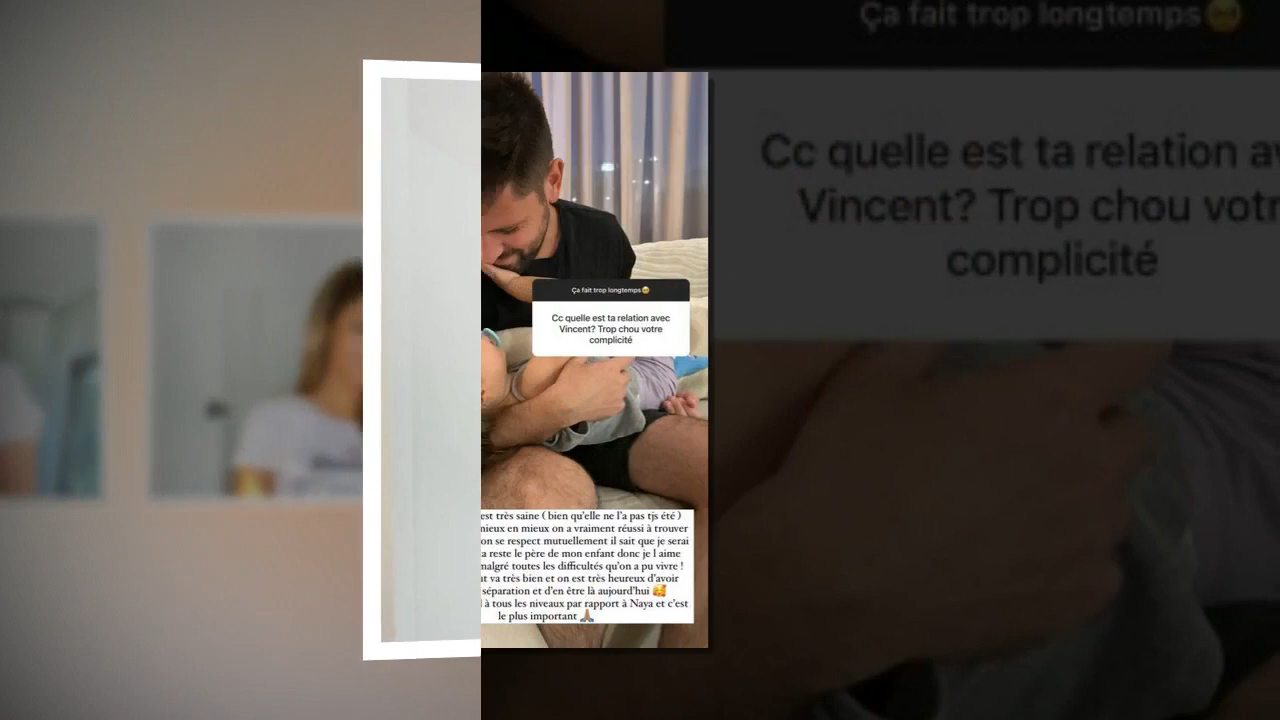 Ça fait trop longtemps🥺
Cc quelle est ta relation
Vincent? Trop chou
complicité
Ça fait trop longtemps🥺
Cc quelle est ta relation avec
Vincent? Trop chou votre
complicité
est très saine ( bien qu'elle ne l'a pas tjs été )
mieux en mieux on a vraiment réussi à trouver
on se respect mutuellement il sait que je serai
reste le père de mon enfant donc je l aime
malgré toutes les difficultés qu'on a pu vivre !
va très bien et on est très heureux d'avoir
séparation et d'en être là aujourd'hui 🥰
à tous les niveaux par rapport à Naya et c'est
le plus important 🙏🏽